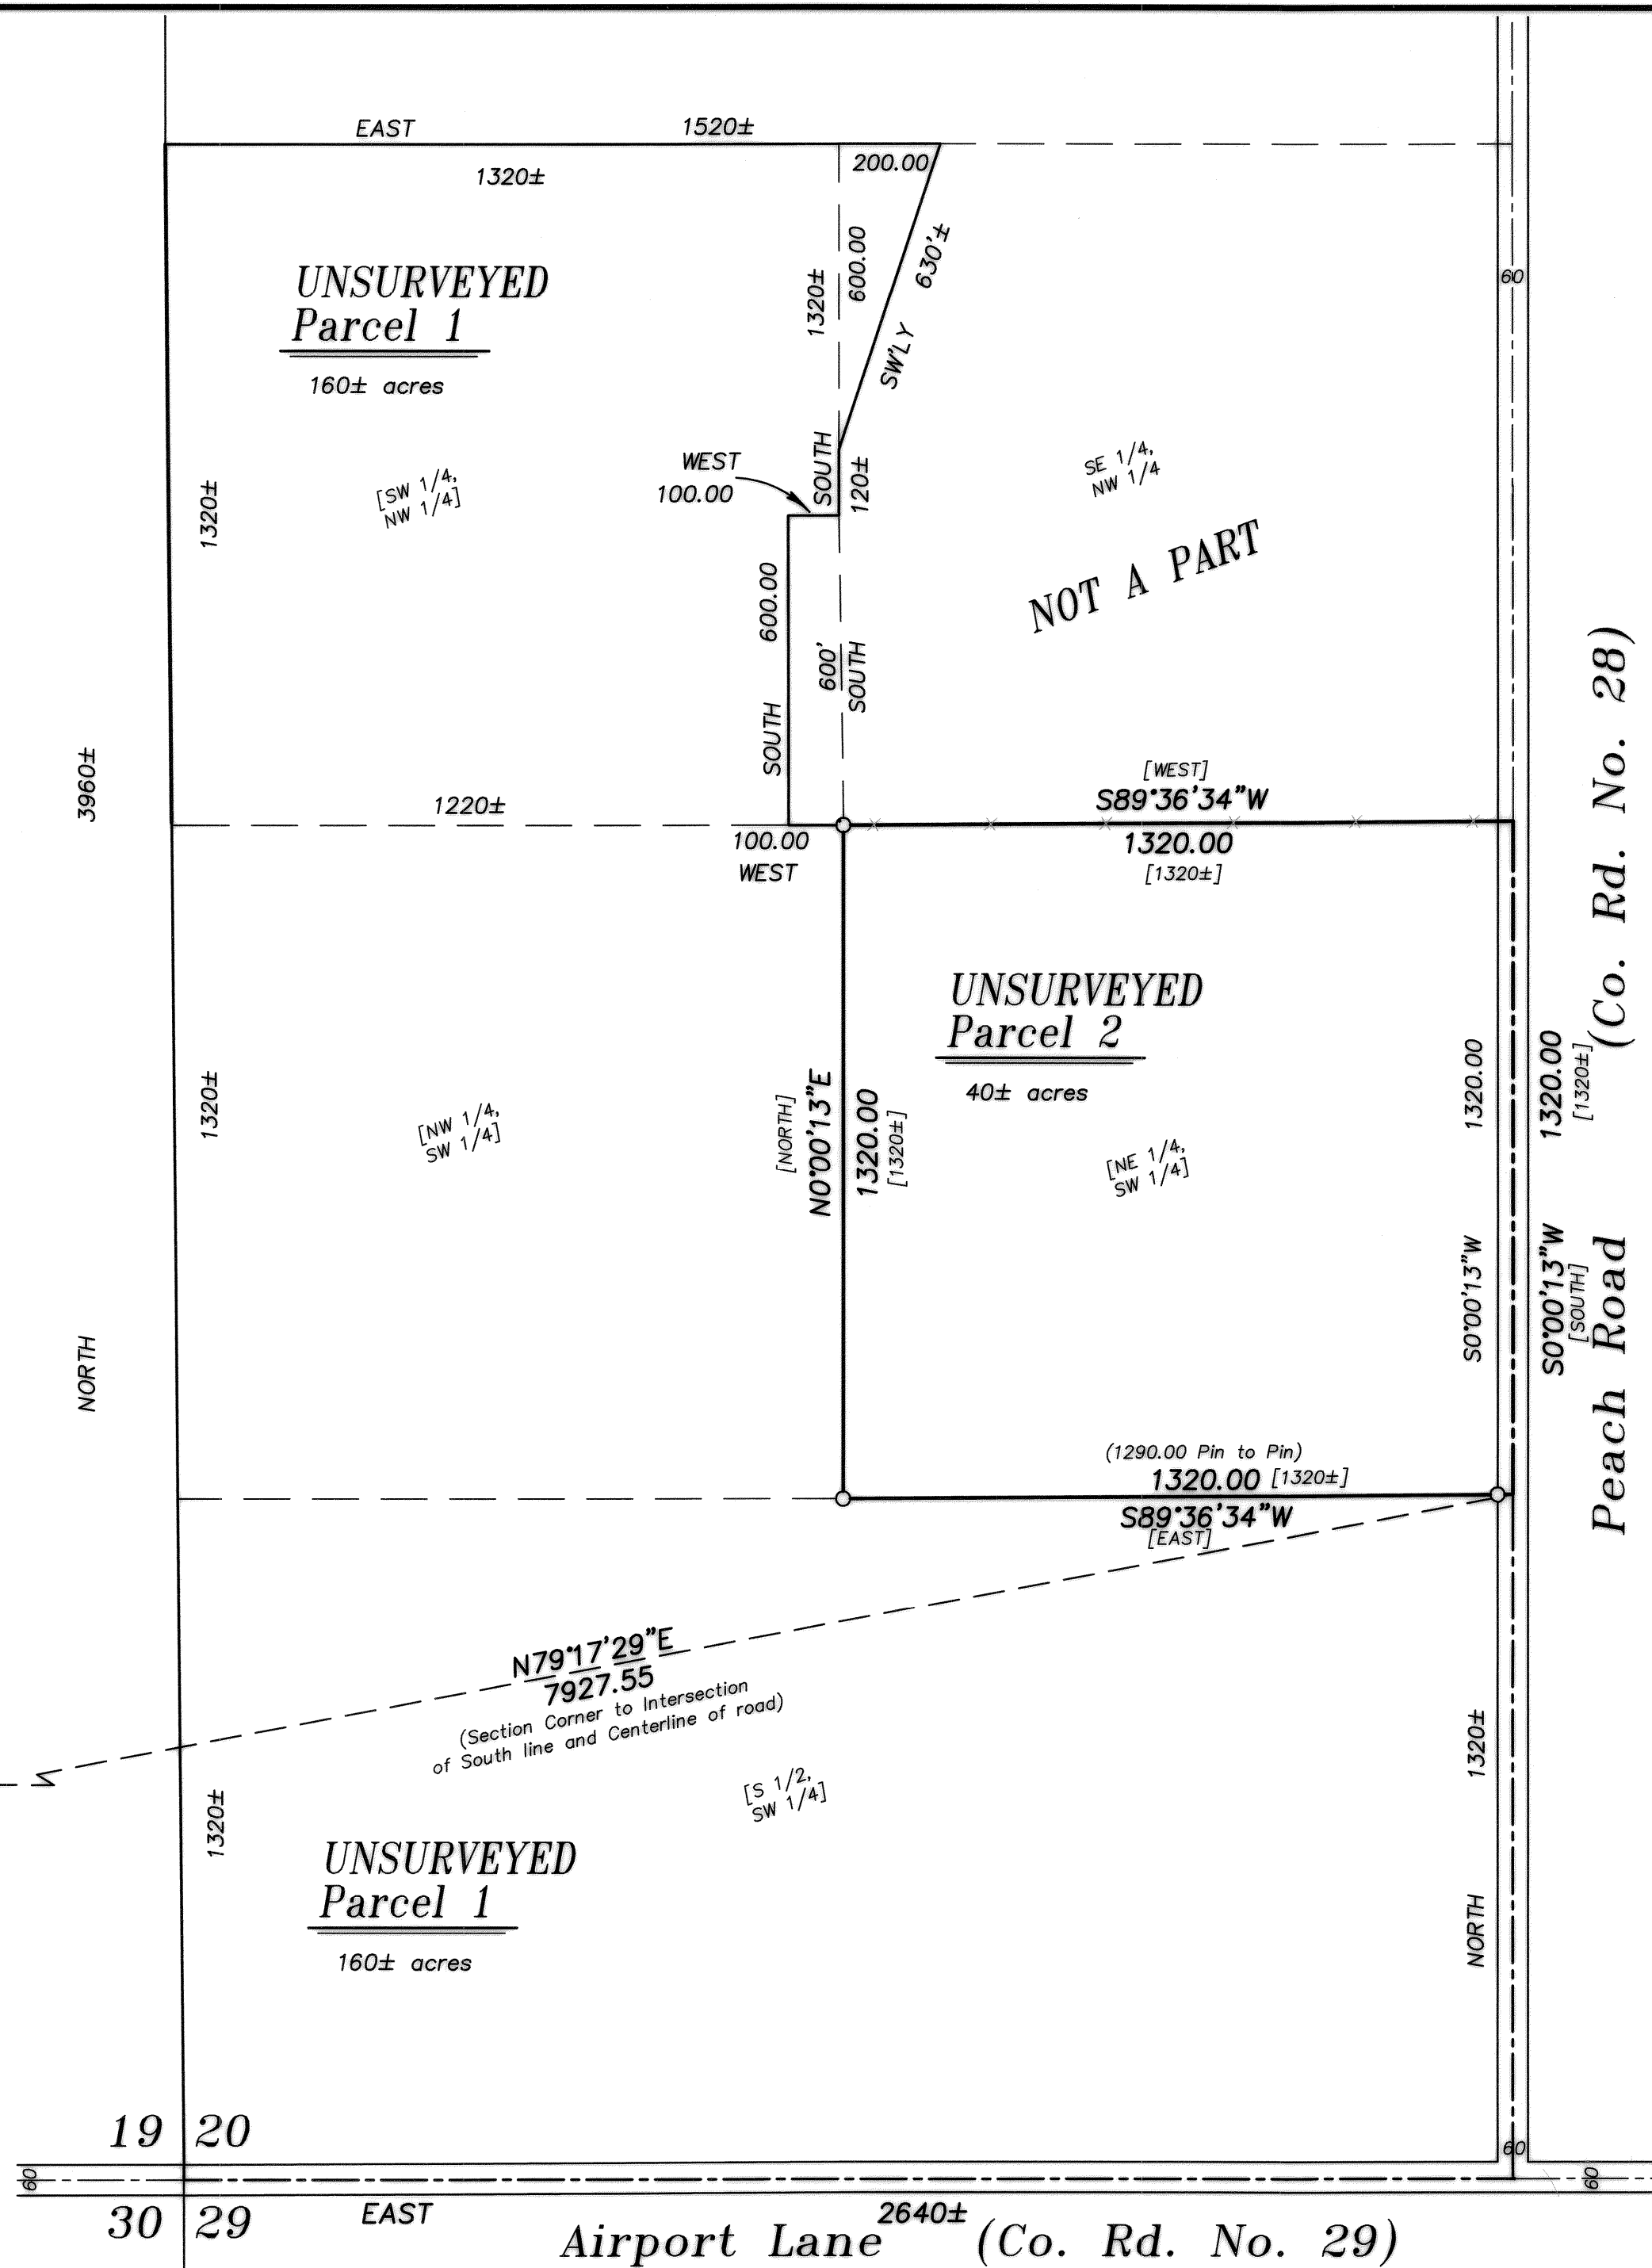 EAST 1520±
1320±
200.00
UNSURVEYED
Parcel 1
160± acres
1320±
600.00
630'±
SW'LY
60
WEST
100.00
SOUTH
120±
[SW 1/4,
NW 1/4]
1320±
SE 1/4,
NW 1/4
NOT A PART
600.00
SOUTH
600'
SOUTH
3960±
NORTH
1220±
100.00
WEST
[WEST]
S89°36'34"W
1320.00
[1320±]
UNSURVEYED
Parcel 2
40± acres
[NORTH]
N0°00'13"E
1320.00
[1320±]
1320±
[NW 1/4,
SW 1/4]
[NE 1/4,
SW 1/4]
1320.00
S0°00'13"W
1320.00
[1320±]
S0°00'13"W
[SOUTH]
Peach Road (Co. Rd. No. 28)
(1290.00 Pin to Pin)
1320.00 [1320±]
S89°36'34"W
[EAST]
N79°17'29"E
7927.55
(Section Corner to Intersection
of South line and Centerline of road)
[S 1/2,
SW 1/4]
1320±
1320±
NORTH
UNSURVEYED
Parcel 1
160± acres
19 20
60
60
60
30 29
EAST 2640±
Airport Lane (Co. Rd. No. 29)